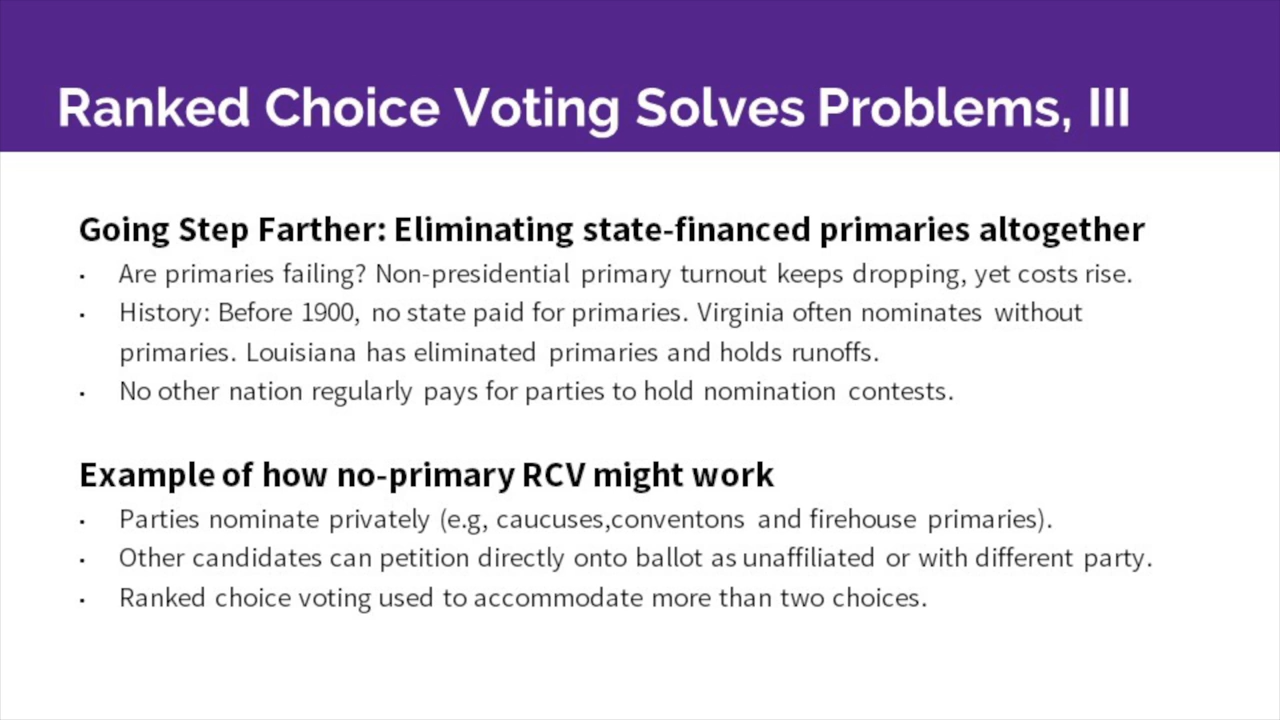 Ranked Choice Voting Solves Problems, III
Going Step Farther: Eliminating state-financed primaries altogether
· Are primaries failing? Non-presidential primary turnout keeps dropping, yet costs rise.
· History: Before 1900, no state paid for primaries. Virginia often nominates without
primaries. Louisiana has eliminated primaries and holds runoffs.
· No other nation regularly pays for parties to hold nomination contests.
Example of how no-primary RCV might work
· Parties nominate privately (e.g, caucuses,conventons and firehouse primaries).
· Other candidates can petition directly onto ballot as unaffiliated or with different party.
· Ranked choice voting used to accommodate more than two choices.